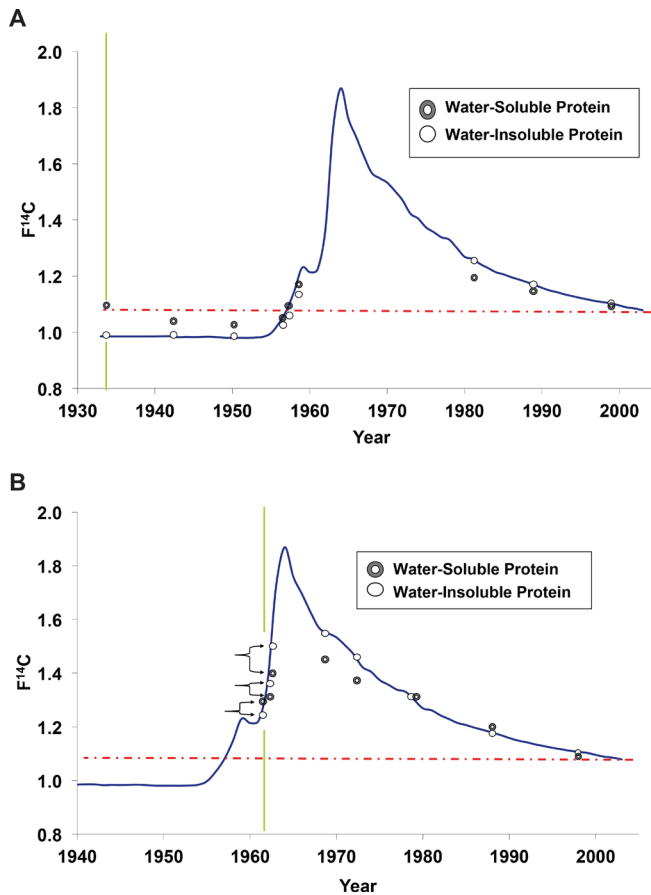 A
2.0
1.8
1.6
1.4
1.2
1.0
0.8
F14C
Water-Soluble Protein
Water-Insoluble Protein
1930 1940 1950 1960 1970 1980 1990 2000
Year
B
2.0
1.8
1.6
1.4
1.2
1.0
0.8
F14C
Water-Soluble Protein
Water-Insoluble Protein
1940 1950 1960 1970 1980 1990 2000
Year